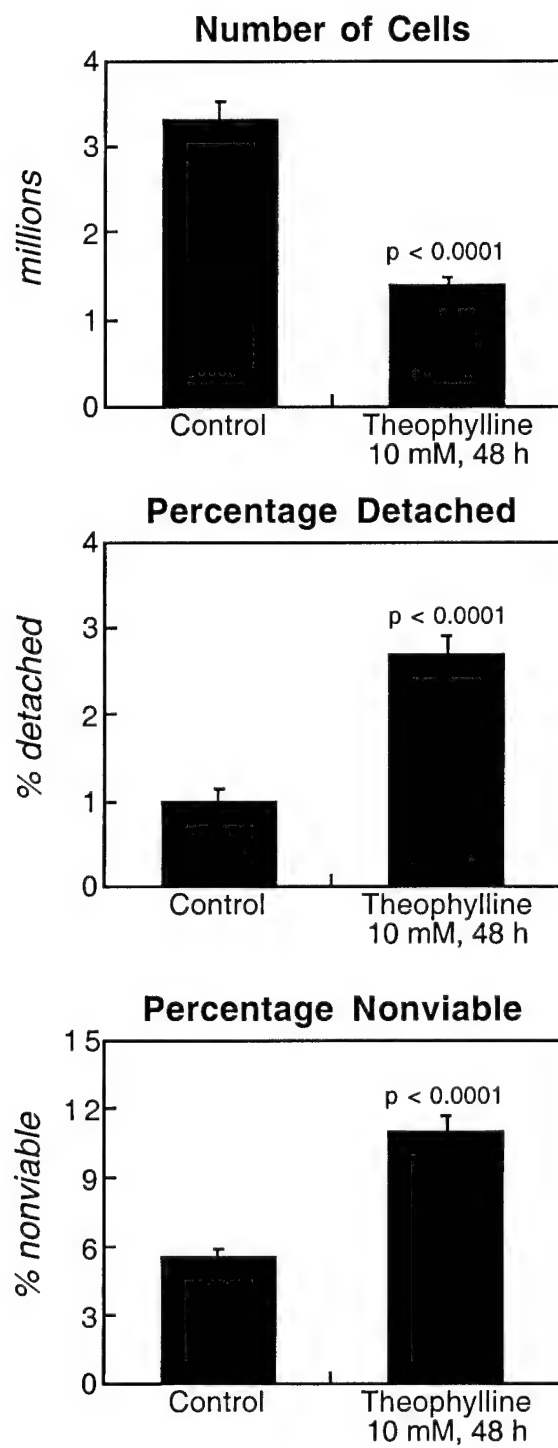 Number of Cells
4
3
2
1
0
millions
p < 0.0001
Control
Theophylline
10 mM, 48 h
Percentage Detached
4
3
2
1
0
% detached
p < 0.0001
Control
Theophylline
10 mM, 48 h
Percentage Nonviable
15
12
9
6
3
0
% nonviable
p < 0.0001
Control
Theophylline
10 mM, 48 h